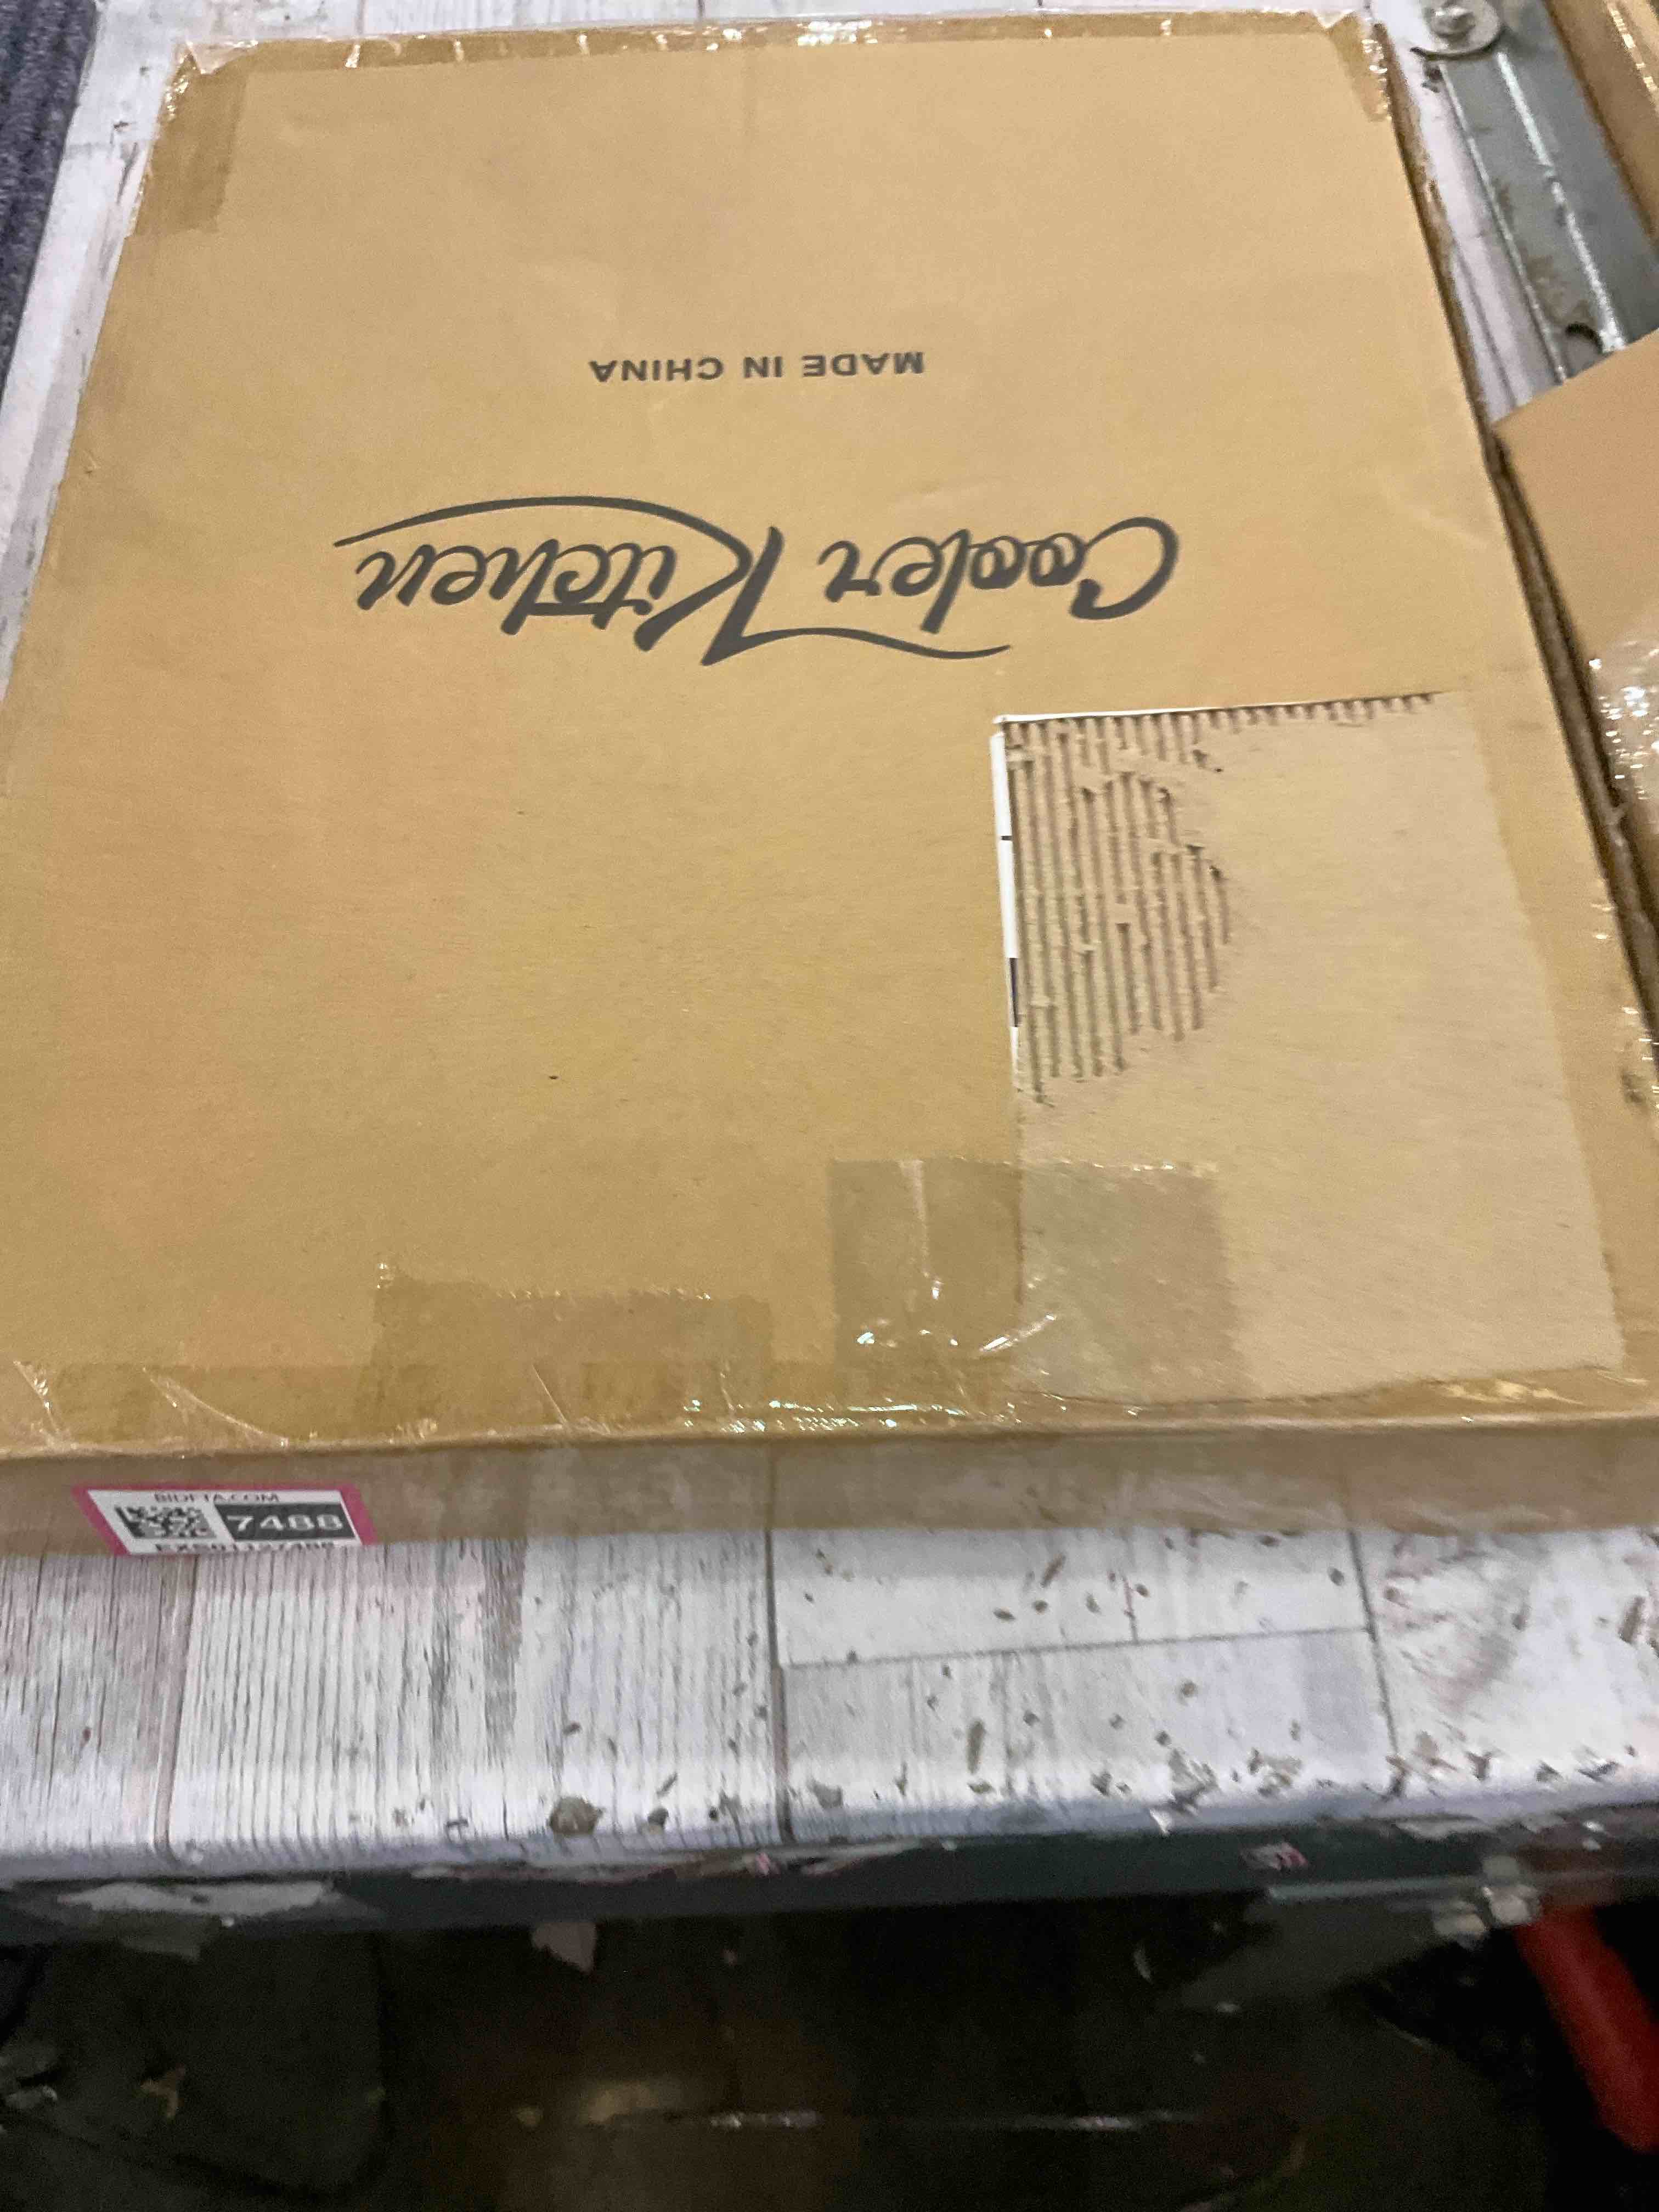 MADE IN CHINA
Cooler Kitchen
BIDFTA.COM
7488